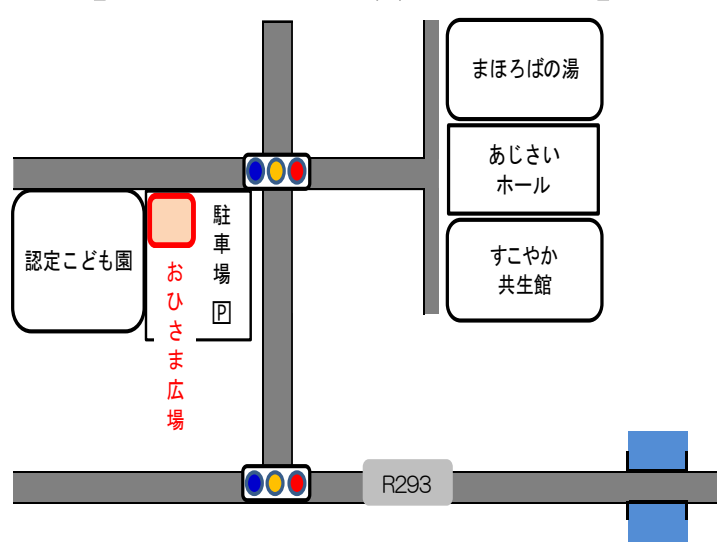 まほろばの湯
あじさい
ホール
すこやか
共生館
認定こども園
駐車場
P
おひさま広場
R293